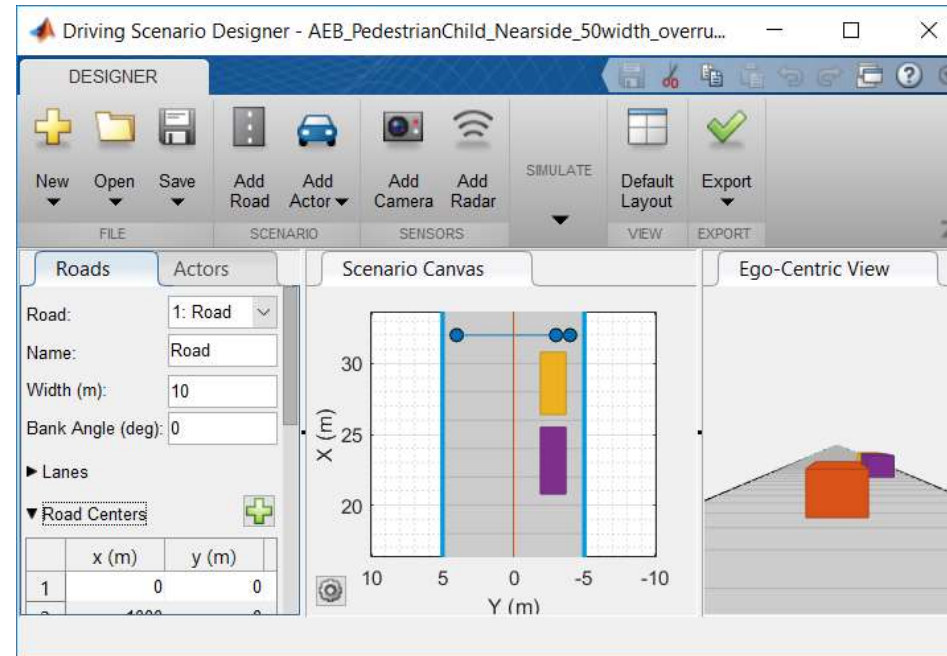 Driving Scenario Designer - AEB_PedestrianChild_Nearside_50width_overru...
DESIGNER
New
Open
Save
Add Road
Add Actor
Add Camera
Add Radar
SIMULATE
Default Layout
Export
FILE
SCENARIO
SENSORS
VIEW
EXPORT
Roads
Actors
Road:
1: Road
Name:
Road
Width (m):
10
Bank Angle (deg):
0
Lanes
Road Centers
x (m)
y (m)
1
0
0
Scenario Canvas
X (m)
30
25
20
10
5
0
-5
-10
Y (m)
Ego-Centric View